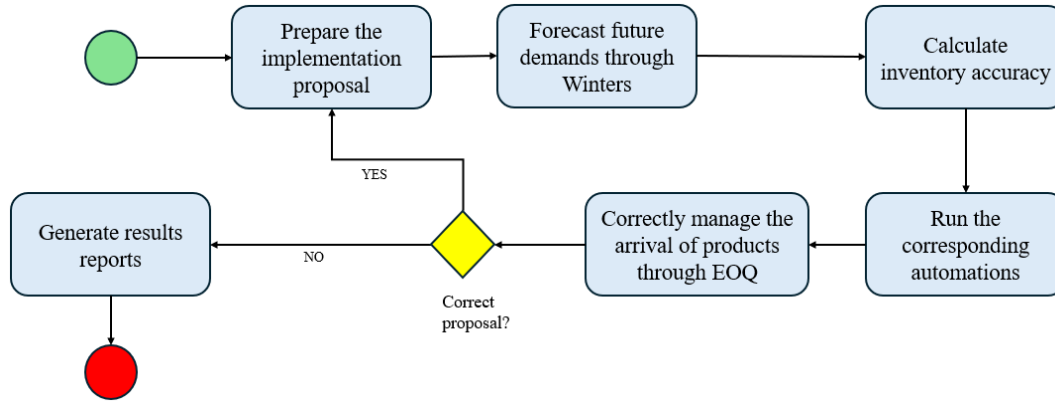 Prepare the
implementation
proposal
Forecast future
demands through
Winters
Calculate
inventory accuracy
YES
Generate results
reports
NO
Correct
proposal?
Correctly manage the
arrival of products
through EOQ
Run the
corresponding
automations